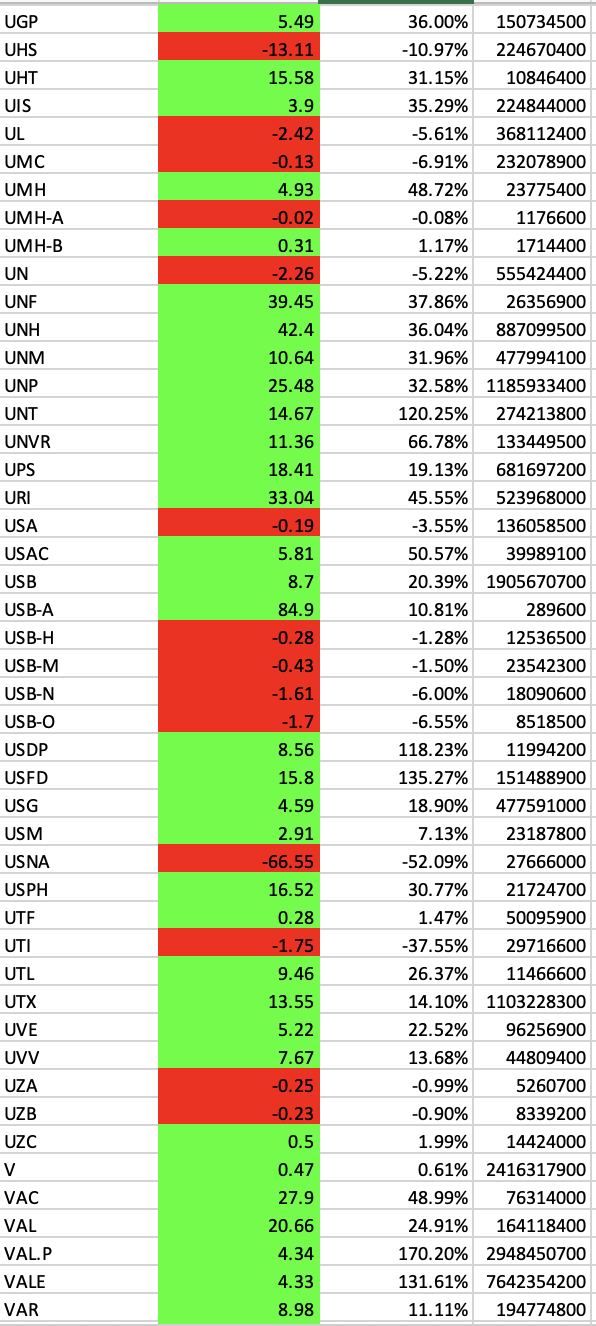 UGP 5.49 36.00% 150734500
UHS -13.11 -10.97% 224670400
UHT 15.58 31.15% 10846400
UIS 3.9 35.29% 224844000
UL -2.42 -5.61% 368112400
UMC -0.13 -6.91% 232078900
UMH 4.93 48.72% 23775400
UMH-A -0.02 -0.08% 1176600
UMH-B 0.31 1.17% 1714400
UN -2.26 -5.22% 555424400
UNF 39.45 37.86% 26356900
UNH 42.4 36.04% 887099500
UNM 10.64 31.96% 477994100
UNP 25.48 32.58% 1185933400
UNT 14.67 120.25% 274213800
UNVR 11.36 66.78% 133449500
UPS 18.41 19.13% 681697200
URI 33.04 45.55% 523968000
USA -0.19 -3.55% 136058500
USAC 5.81 50.57% 39989100
USB 8.7 20.39% 1905670700
USB-A 84.9 10.81% 289600
USB-H -0.28 -1.28% 12536500
USB-M -0.43 -1.50% 23542300
USB-N -1.61 -6.00% 18090600
USB-O -1.7 -6.55% 8518500
USDP 8.56 118.23% 11994200
USFD 15.8 135.27% 151488900
USG 4.59 18.90% 477591000
USM 2.91 7.13% 23187800
USNA -66.55 -52.09% 27666000
USPH 16.52 30.77% 21724700
UTF 0.28 1.47% 50095900
UTI -1.75 -37.55% 29716600
UTL 9.46 26.37% 11466600
UTX 13.55 14.10% 1103228300
UVE 5.22 22.52% 96256900
UVV 7.67 13.68% 44809400
UZA -0.25 -0.99% 5260700
UZB -0.23 -0.90% 8339200
UZC 0.5 1.99% 14424000
V 0.47 0.61% 2416317900
VAC 27.9 48.99% 76314000
VAL 20.66 24.91% 164118400
VAL.P 4.34 170.20% 2948450700
VALE 4.33 131.61% 7642354200
VAR 8.98 11.11% 194774800